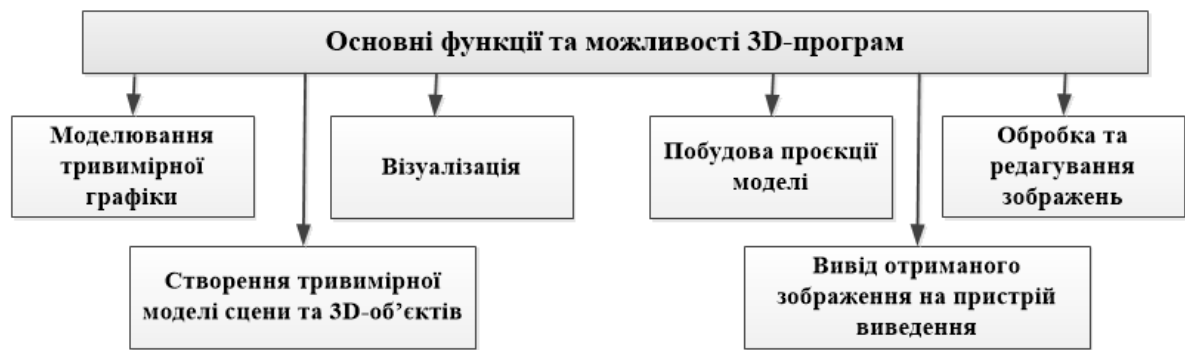 Основні функції та можливості 3D-програм
Моделювання
тривимірної
графіки
Візуалізація
Побудова проєкції
моделі
Обробка та
редагування
зображень
Створення тривимірної
моделі сцени та 3D-об’єктів
Вивід отриманого
зображення на пристрій
виведення